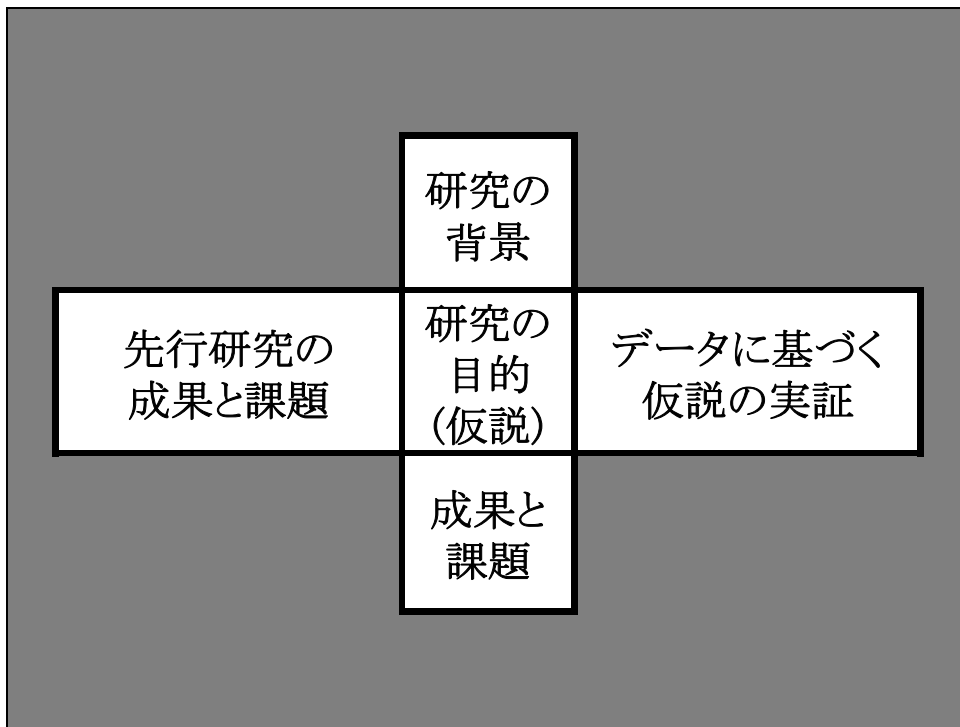 研究の
背景
先行研究の
成果と課題
研究の
目的
(仮説)
データに基づく
仮説の実証
成果と
課題